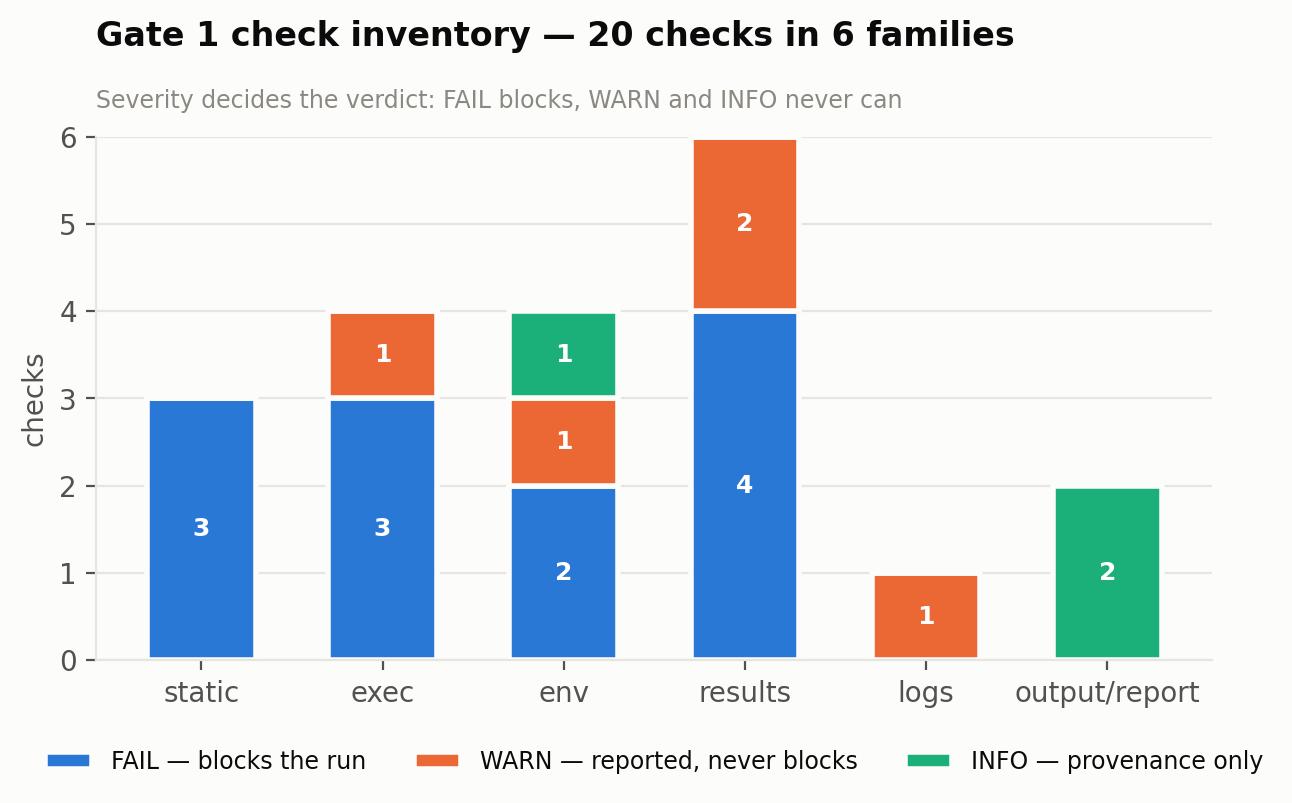 Gate 1 check inventory — 20 checks in 6 families
Severity decides the verdict: FAIL blocks, WARN and INFO never can
6
5
4
3
2
1
0
checks
2
1
1
1
3
3
2
4
1
2
static
exec
env
results
logs
output/report
FAIL — blocks the run
WARN — reported, never blocks
INFO — provenance only